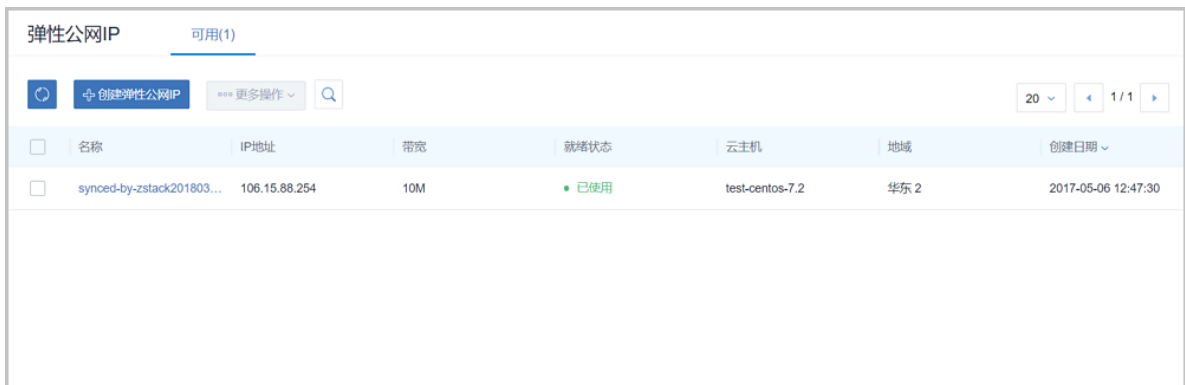 弹性公网IP 可用(1)
创建弹性公网IP 更多操作 20 1 / 1
名称 IP地址 带宽 就绪状态 云主机 地域 创建日期
synced-by-zstack201803... 106.15.88.254 10M 已使用 test-centos-7.2 华东 2 2017-05-06 12:47:30